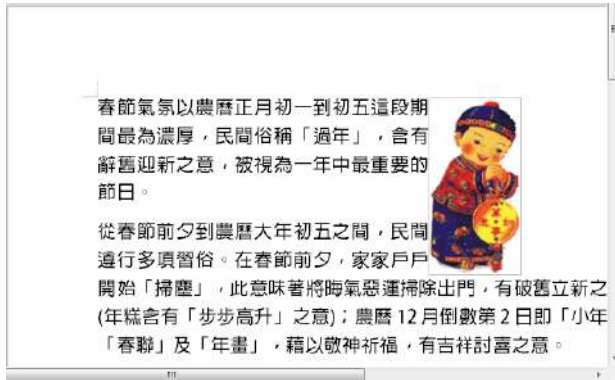 春節氣氛以農曆正月初一到初五這段期
間最為濃厚，民間俗稱「過年」，含有
辭舊迎新之意，被視為一年中最重要的
節日。
從春節前夕到農曆大年初五之間，民間
遵行多項習俗。在春節前夕，家家戶戶
開始「掃塵」，此意味著將晦氣惡運掃除出門，有破舊立新之
(年糕含有「步步高升」之意)；農曆 12 月倒數第 2 日即「小年
「春聯」及「年畫」，藉以敬神祈福，有吉祥討喜之意。